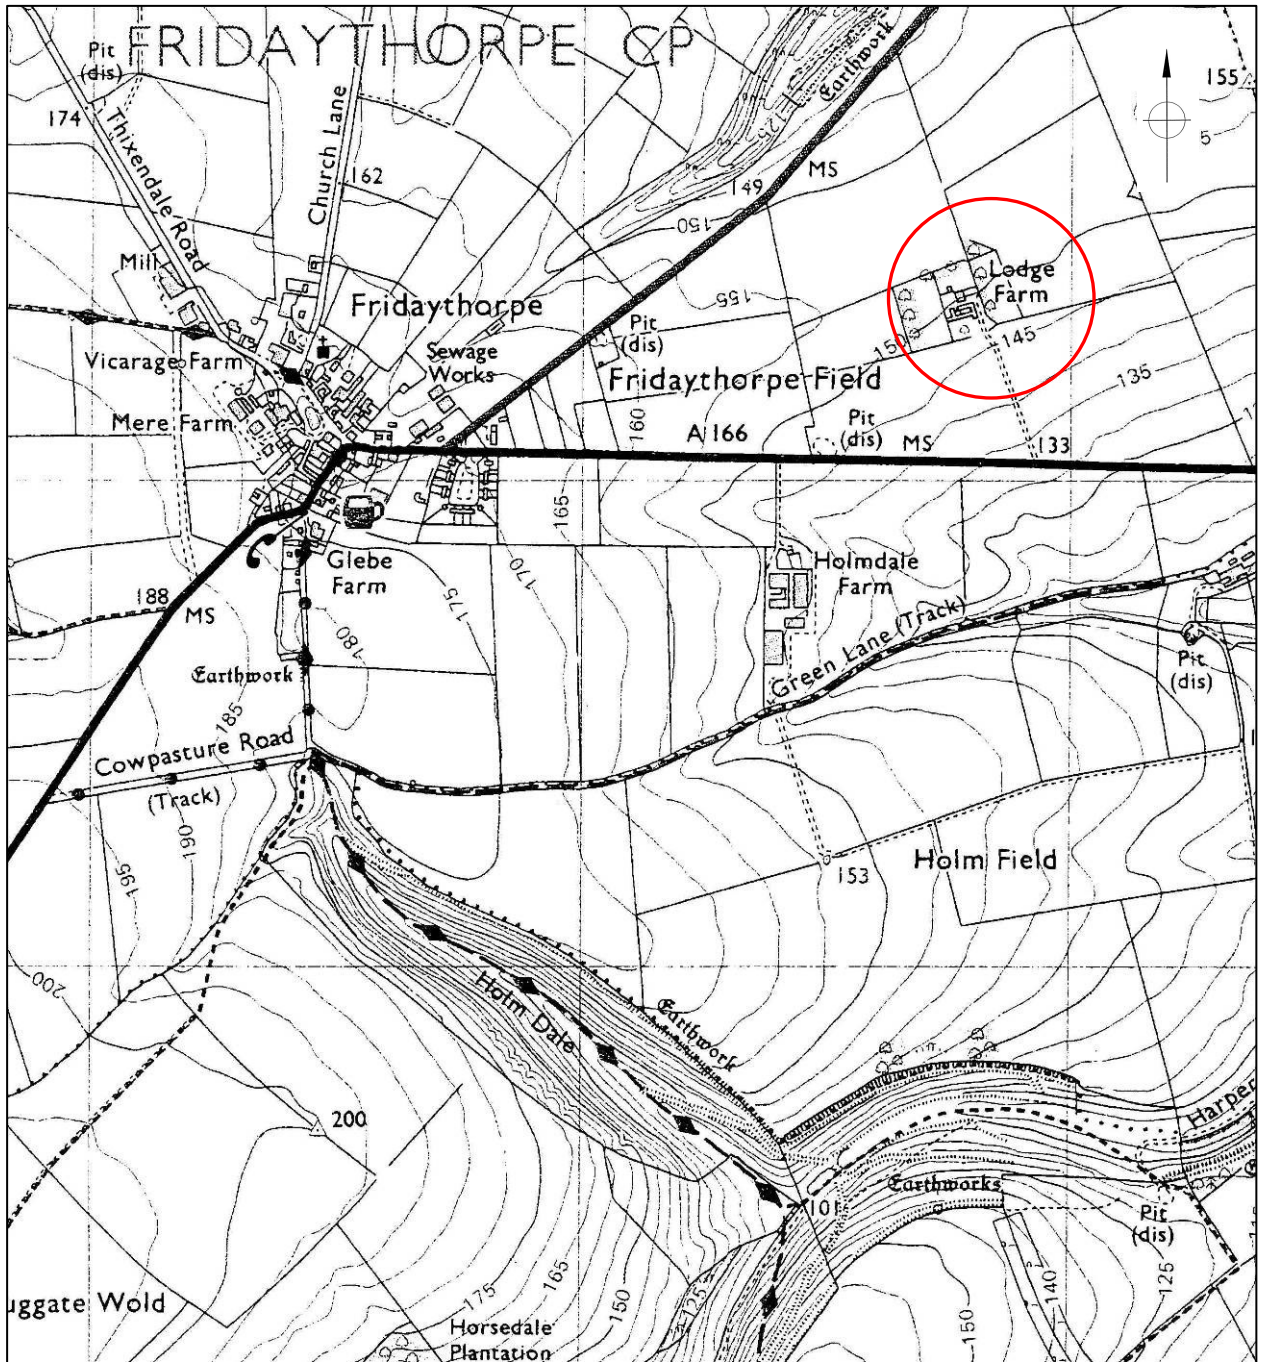 FRIDAYTHORPE CP
Pit
(dis)
174
Thixendale Road
Church Lane
162
Earthwork
125
149
150
MS
155
5
Mill
Fridaythorpe
Vicarage Farm
Mere Farm
Sewage
Works
Pit
(dis)
155
Lodge
Farm
150
145
135
Fridaythorpe Field
160
A 166
Pit
(dis)
MS
133
165
170
175
180
Glebe
Farm
188
MS
Holmdale
Farm
Green Lane (Track)
Pit
(dis)
Earthwork
185
Cowpasture Road
(Track)
190
195
200
153
Holm Field
Holm Dale
Earthwork
200
Harper
101
Earthworks
Pit
(dis)
uggate Wold
175
165
150
125
Horsedale
Plantation
150
140
125